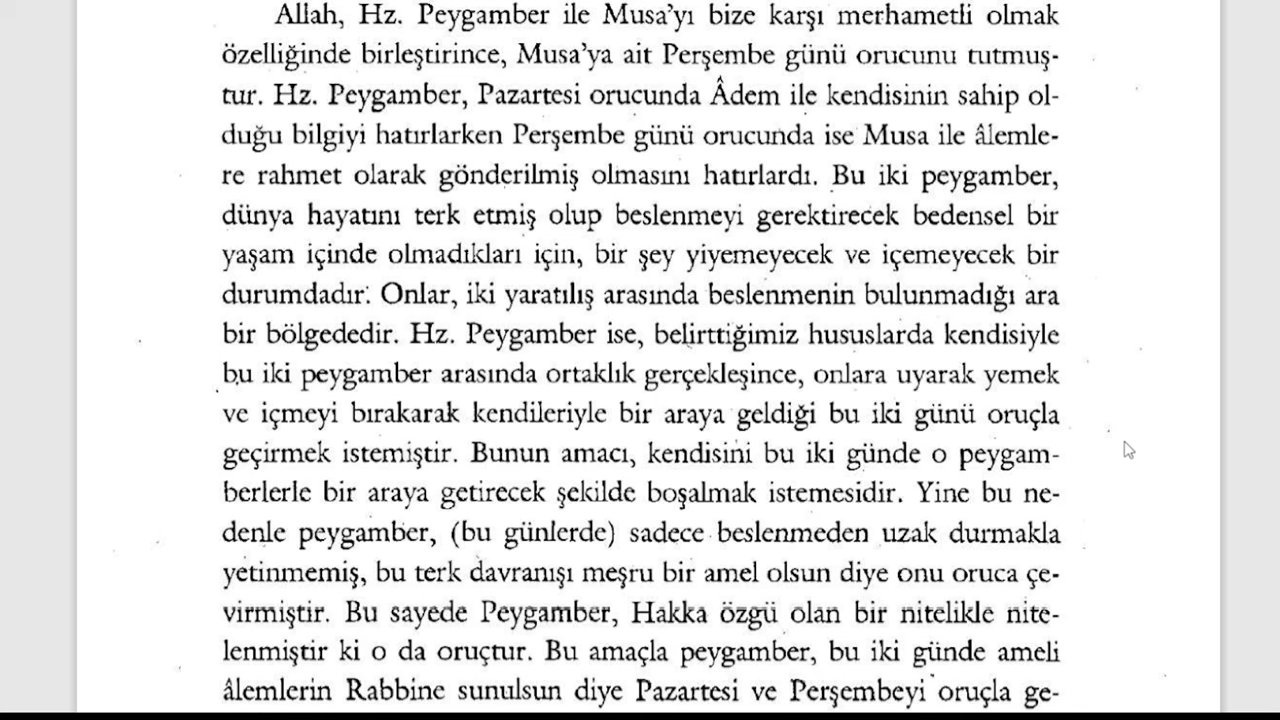 Allah, Hz. Peygamber ile Musa'yı bize karşı merhametli olmak
özelliğinde birleştirince, Musa'ya ait Perşembe günü orucunu tutmuş-
tur. Hz. Peygamber, Pazartesi orucunda Âdem ile kendisinin sahip ol-
duğu bilgiyi hatırlarken Perşembe günü orucunda ise Musa ile âlemle-
re rahmet olarak gönderilmiş olmasını hatırlardı. Bu iki peygamber,
dünya hayatını terk etmiş olup beslenmeyi gerektirecek bedensel bir
yaşam içinde olmadıkları için, bir şey yiyemeyecek ve içemeyecek bir
durumdadır. Onlar, iki yaratılış arasında beslenmenin bulunmadığı ara
bir bölgededir. Hz. Peygamber ise, belirttiğimiz hususlarda kendisiyle
bu iki peygamber arasında ortaklık gerçekleşince, onlara uyarak yemek
ve içmeyi bırakarak kendileriyle bir araya geldiği bu iki günü oruçla
geçirmek istemiştir. Bunun amacı, kendisini bu iki günde o peygam-
berlerle bir araya getirecek şekilde boşalmak istemesidir. Yine bu ne-
denle peygamber, (bu günlerde) sadece beslenmeden uzak durmakla
yetinmemiş, bu terk davranışı meşru bir amel olsun diye onu oruca çe-
virmiştir. Bu sayede Peygamber, Hakka özgü olan bir nitelikle nite-
lenmiştir ki o da oruçtur. Bu amaçla peygamber, bu iki günde ameli
âlemlerin Rabbine sunulsun diye Pazartesi ve Perşembeyi oruçla ge-